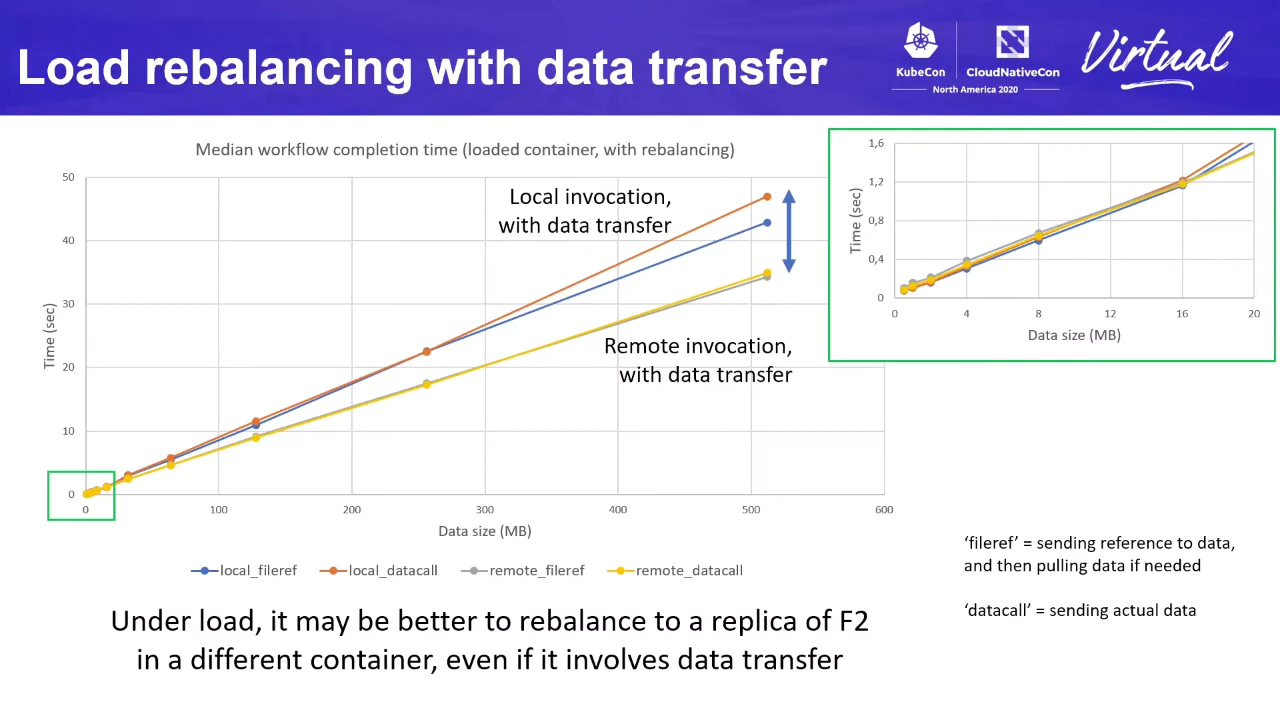 Load rebalancing with data transfer
KubeCon
CloudNativeCon
North America 2020
Virtual
Median workflow completion time (loaded container, with rebalancing)
50
40
30
20
10
0
Time (sec)
0
100
200
300
400
500
600
Data size (MB)
Local invocation,
with data transfer
Remote invocation,
with data transfer
local_fileref
local_datacall
remote_fileref
remote_datacall
1,6
1,2
0,8
0,4
0
Time (sec)
0
4
8
12
16
20
Data size (MB)
‘fileref’ = sending reference to data,
and then pulling data if needed
‘datacall’ = sending actual data
Under load, it may be better to rebalance to a replica of F2
in a different container, even if it involves data transfer